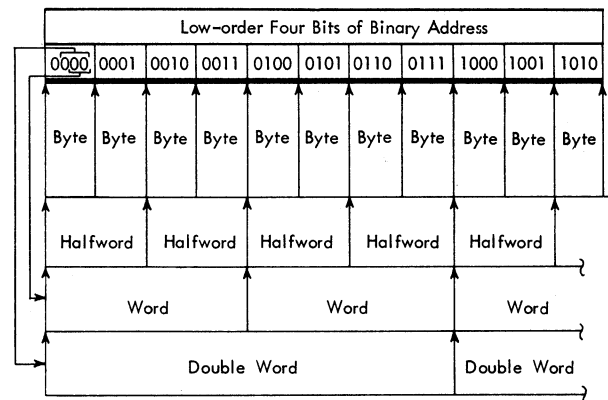 Low-order Four Bits of Binary Address
0000 0001 0010 0011 0100 0101 0110 0111 1000 1001 1010
Byte Byte Byte Byte Byte Byte Byte Byte Byte Byte Byte
Halfword Halfword Halfword Halfword Halfword
Word Word Word
Double Word Double Word